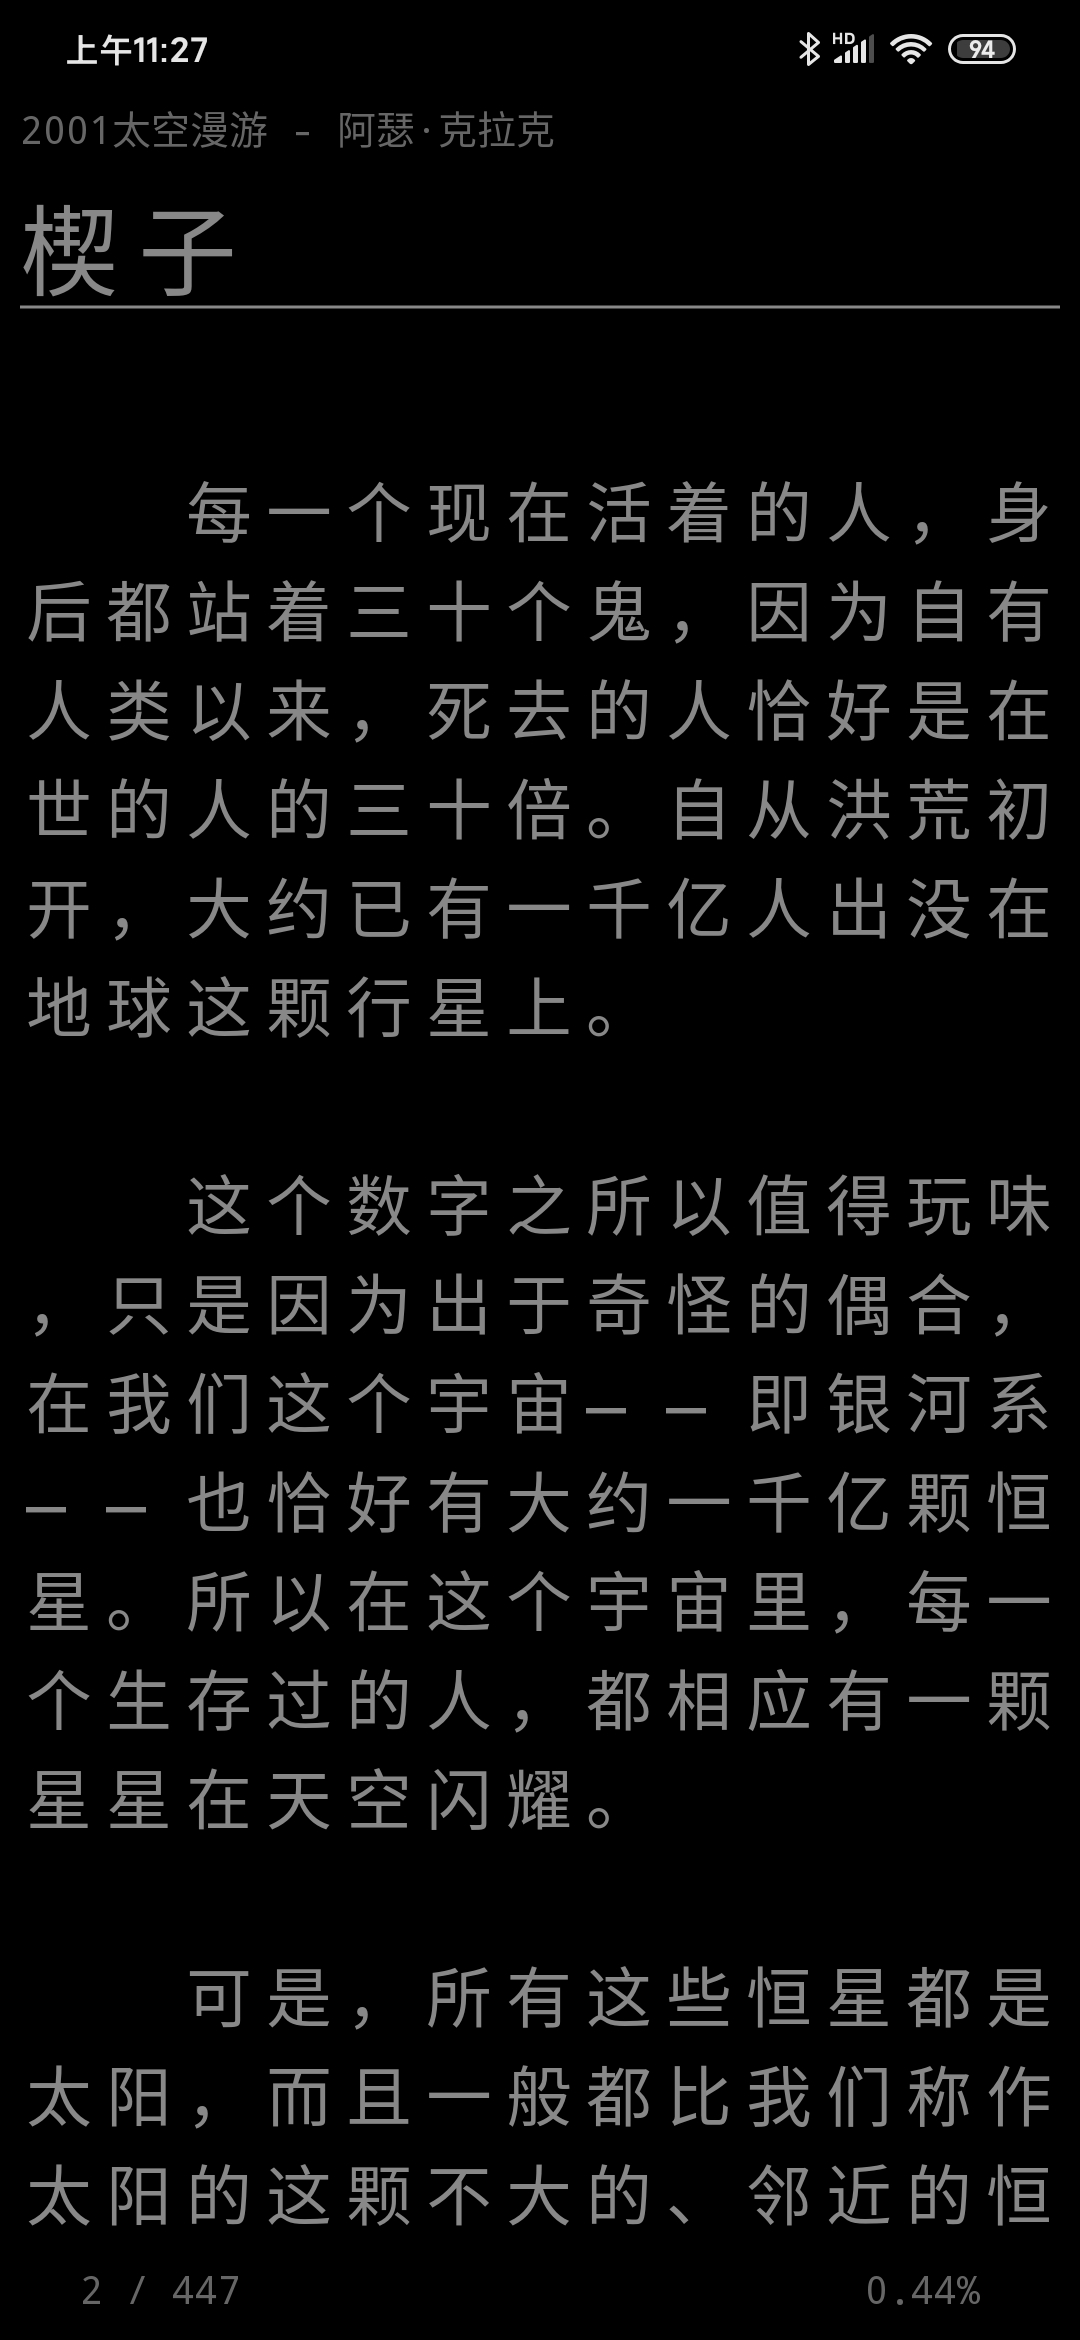 上午11:27
HD
94
2001太空漫游 - 阿瑟·克拉克
楔子
每一个现在活着的人，身
后都站着三十个鬼，因为自有
人类以来，死去的人恰好是在
世的人的三十倍。自从洪荒初
开，大约已有一千亿人出没在
地球这颗行星上。
这个数字之所以值得玩味
，只是因为出于奇怪的偶合，
在我们这个宇宙——即银河系
——也恰好有大约一千亿颗恒
星。所以在这个宇宙里，每一
个生存过的人，都相应有一颗
星星在天空闪耀。
可是，所有这些恒星都是
太阳，而且一般都比我们称作
太阳的这颗不大的、邻近的恒
2 / 447
0.44%